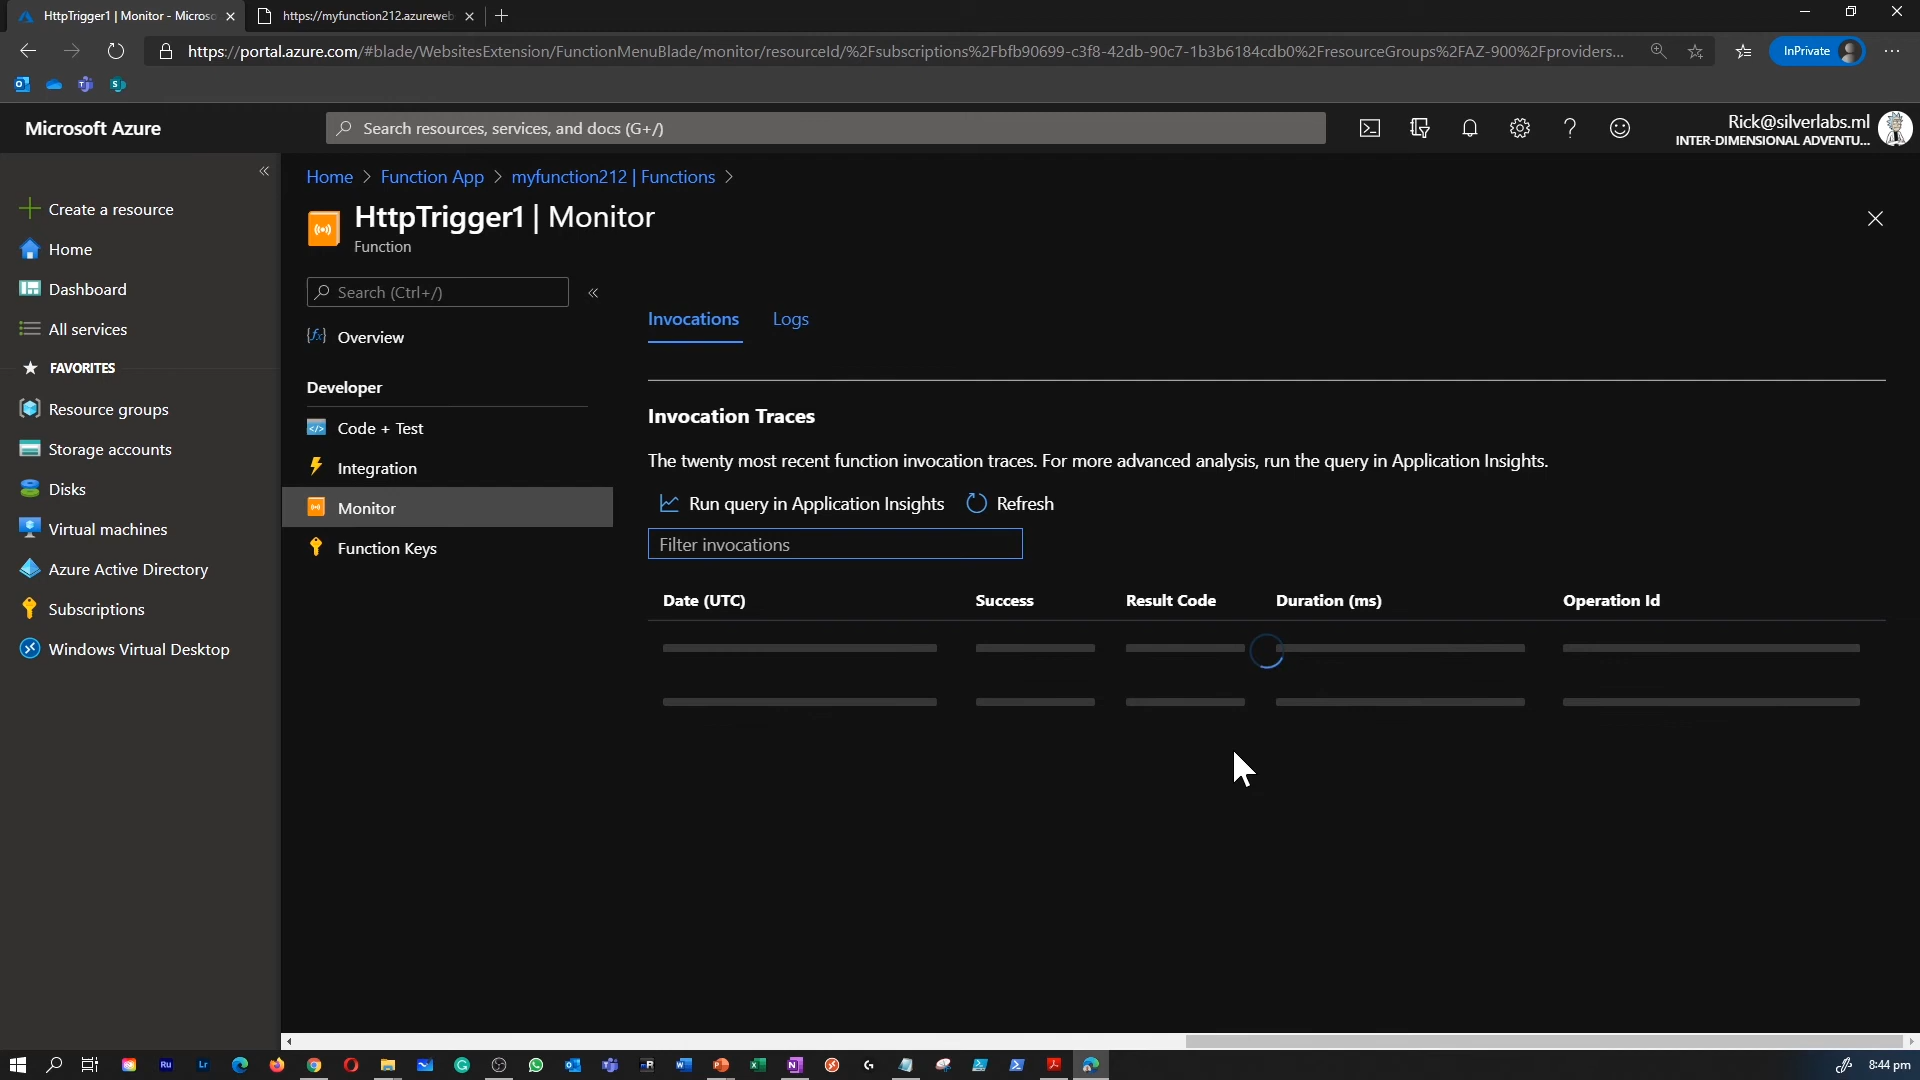 HttpTrigger1 | Monitor - Microso
https://myfunction212.azureweb
https://portal.azure.com/#blade/WebsitesExtension/FunctionMenuBlade/monitor/resourceId/%2Fsubscriptions%2Fbfb90699-c3f8-42db-90c7-1b3b6184cdb0%2FresourceGroups%2FAZ-900%2Fproviders...
InPrivate
Microsoft Azure
Search resources, services, and docs (G+/)
Rick@silverlabs.ml
INTER-DIMENSIONAL ADVENTU...
Home > Function App > myfunction212 | Functions >
HttpTrigger1 | Monitor
Function
Create a resource
Home
Dashboard
All services
FAVORITES
Resource groups
Storage accounts
Disks
Virtual machines
Azure Active Directory
Subscriptions
Windows Virtual Desktop
Search (Ctrl+/)
Overview
Developer
Code + Test
Integration
Monitor
Function Keys
Invocations
Logs
Invocation Traces
The twenty most recent function invocation traces. For more advanced analysis, run the query in Application Insights.
Run query in Application Insights
Refresh
Filter invocations
Date (UTC)
Success
Result Code
Duration (ms)
Operation Id
8:44 pm